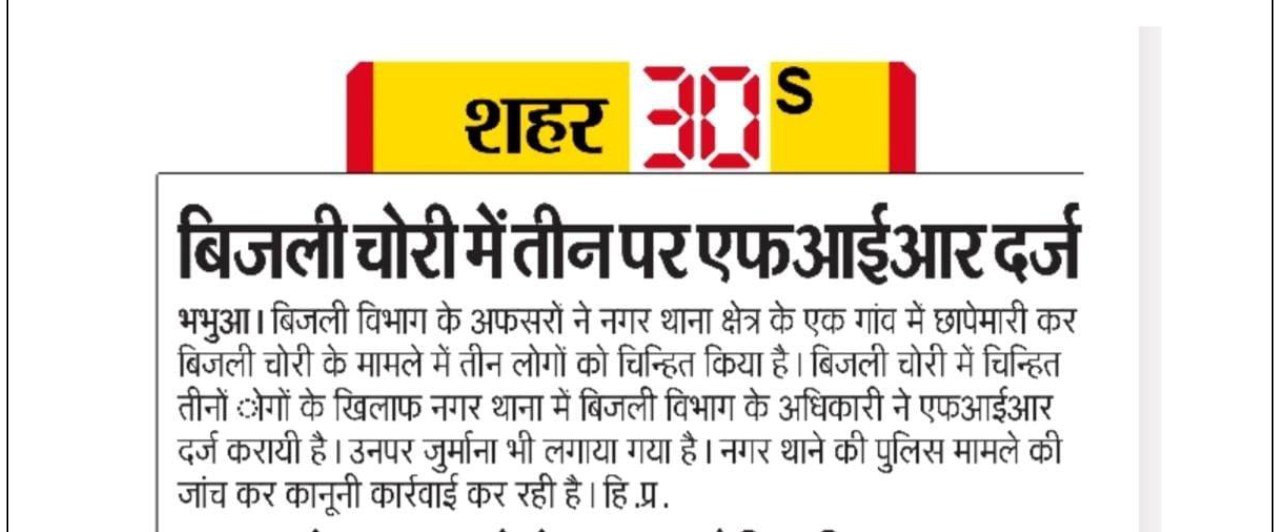 शहर 30 S
बिजली चोरी में तीन पर एफआईआर दर्ज
भभुआ। बिजली विभाग के अफसरों ने नगर थाना क्षेत्र के एक गांव में छापेमारी कर
बिजली चोरी के मामले में तीन लोगों को चिन्हित किया है। बिजली चोरी में चिन्हित
तीनों ोगों के खिलाफ नगर थाना में बिजली विभाग के अधिकारी ने एफआईआर
दर्ज करायी है। उनपर जुर्माना भी लगाया गया है। नगर थाने की पुलिस मामले की
जांच कर कानूनी कार्रवाई कर रही है। हि.प्र.